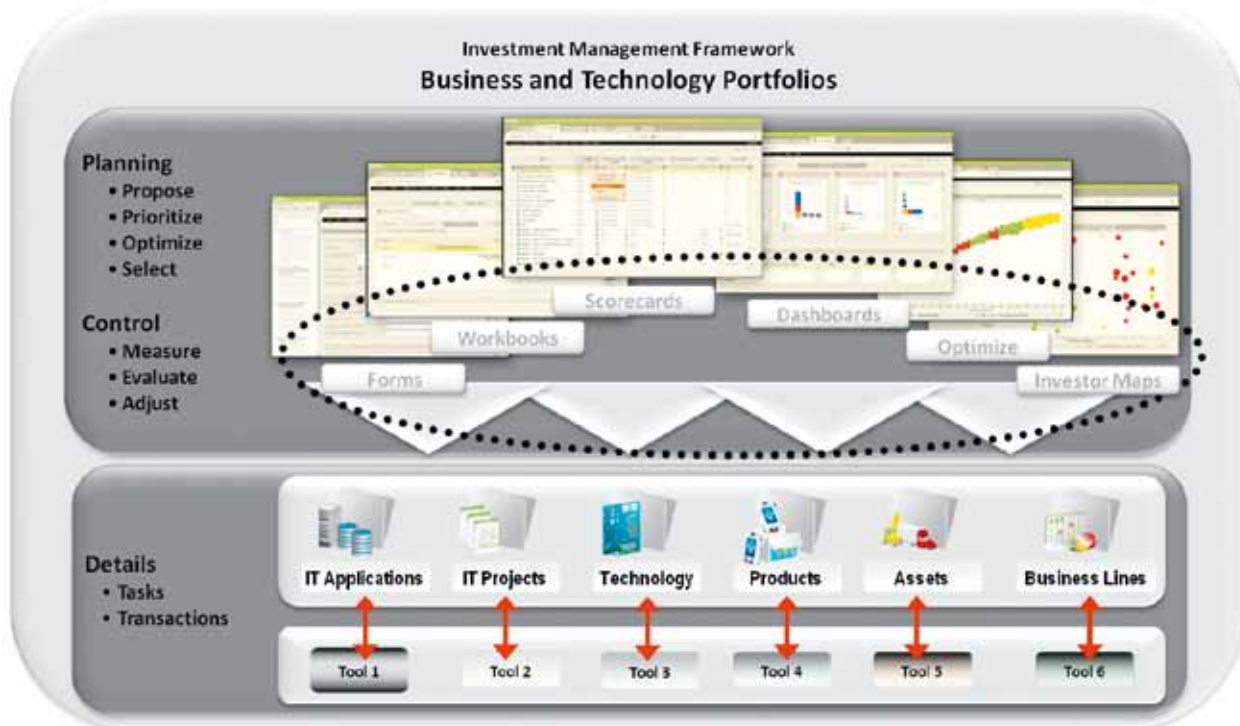 Investment Management Framework
Business and Technology Portfolios
Planning
• Propose
• Prioritize
• Optimize
• Select
Control
• Measure
• Evaluate
• Adjust
Scorecards
Dashboards
Workbooks
Optimize
Forms
Investor Maps
Details
• Tasks
• Transactions
IT Applications
IT Projects
Technology
Products
Assets
Business Lines
Tool 1
Tool 2
Tool 3
Tool 4
Tool 5
Tool 6